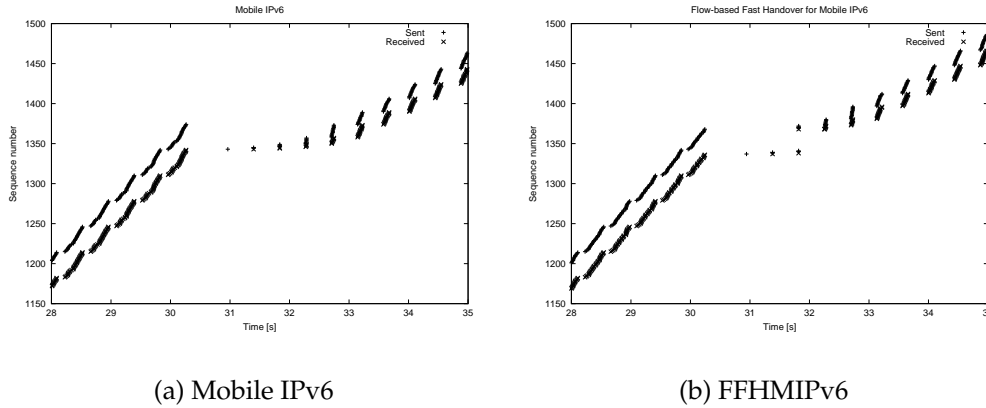 Mobile IPv6
1500
1450
1400
1350
1300
1250
1200
1150
Sequence number
Sent
Received
28
29
30
31
32
33
34
35
Time [s]
(a) Mobile IPv6
Flow-based Fast Handover for Mobile IPv6
1500
1450
1400
1350
1300
1250
1200
1150
Sequence number
Sent
Received
28
29
30
31
32
33
34
35
Time [s]
(b) FFHMIPv6